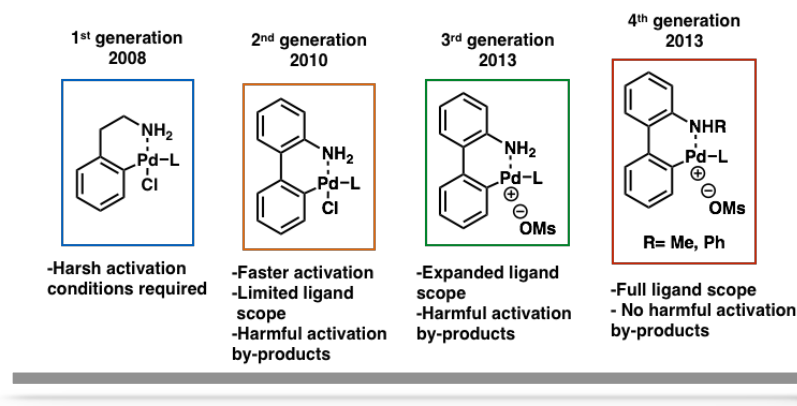 1st generation
2008
NH2
Pd–L
Cl
-Harsh activation
conditions required
2nd generation
2010
NH2
Pd–L
Cl
-Faster activation
-Limited ligand
scope
-Harmful activation
by-products
3rd generation
2013
NH2
Pd–L
⊕
⊖
OMs
-Expanded ligand
scope
-Harmful activation
by-products
4th generation
2013
NHR
Pd–L
⊕
⊖
OMs
R= Me, Ph
-Full ligand scope
- No harmful activation
by-products